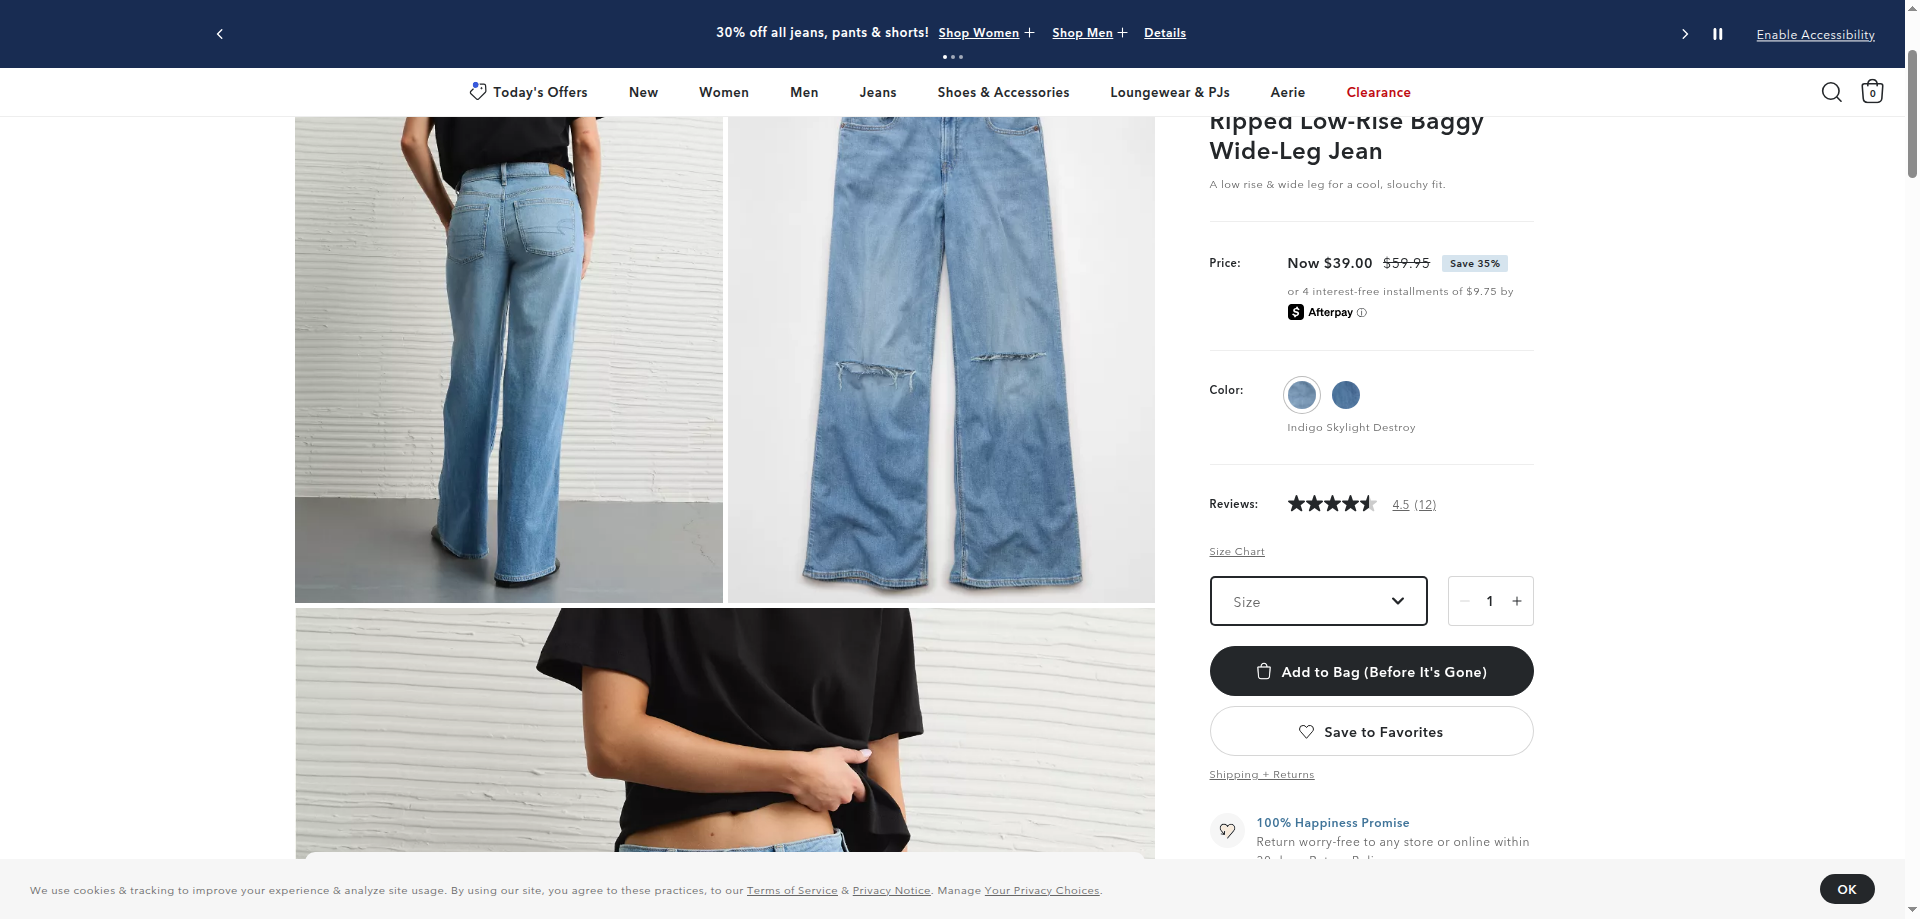 30% off all jeans, pants & shorts! Shop Women + Shop Men + Details
Enable Accessibility
Today's Offers New Women Men Jeans Shoes & Accessories Loungewear & PJs Aerie Clearance
0
Ripped Low-Rise Baggy
Wide-Leg Jean
A low rise & wide leg for a cool, slouchy fit.
Price: Now $39.00 $59.95 Save 35%
or 4 interest-free installments of $9.75 by
Afterpay
Color:
Indigo Skylight Destroy
Reviews: 4.5 (12)
Size Chart
Size
1
Add to Bag (Before It's Gone)
Save to Favorites
Shipping + Returns
100% Happiness Promise
Return worry-free to any store or online within
We use cookies & tracking to improve your experience & analyze site usage. By using our site, you agree to these practices, to our Terms of Service & Privacy Notice. Manage Your Privacy Choices.
OK